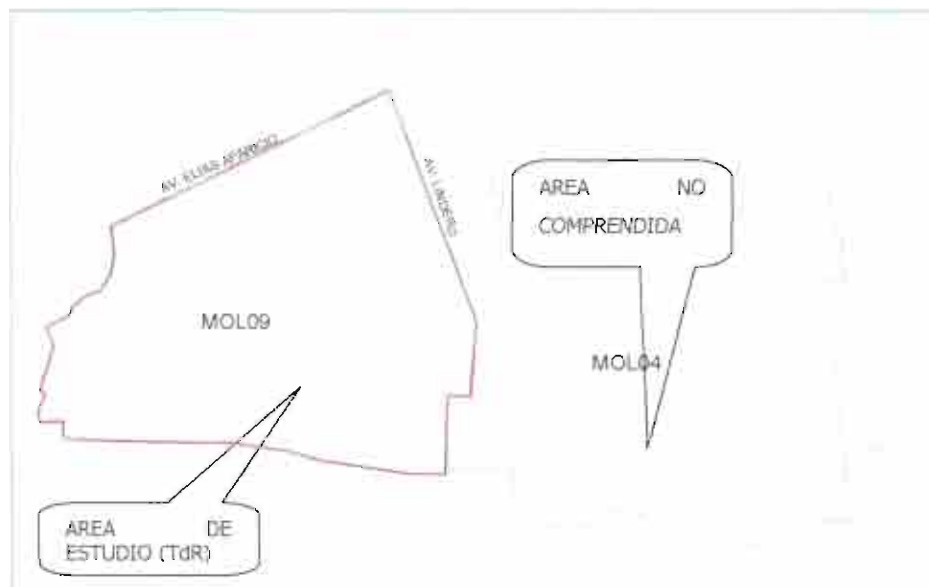 AV. ELIAS APARICIO
AV. LINDERO
AREA NO
COMPRENDIDA
MOL09
MOL04
AREA DE
ESTUDIO (TdR)